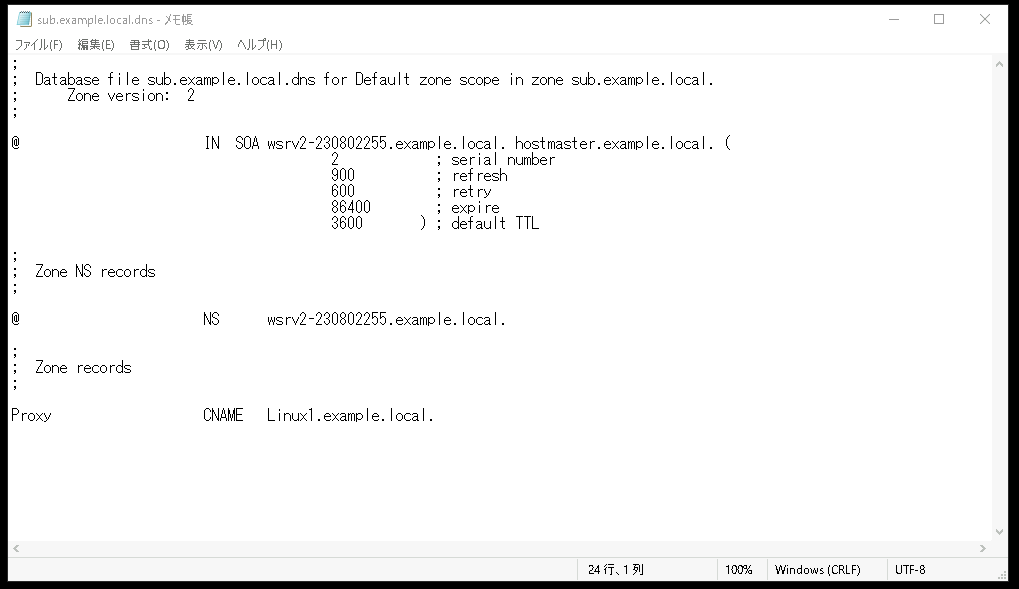 sub.example.local.dns - メモ帳
ファイル(F) 編集(E) 書式(O) 表示(V) ヘルプ(H)
;
;  Database file sub.example.local.dns for Default zone scope in zone sub.example.local.
;      Zone version:  2
;
@                       IN  SOA wsrv2-230802255.example.local. hostmaster.example.local. (
2            ; serial number
900          ; refresh
600          ; retry
86400        ; expire
3600       ) ; default TTL
;
;  Zone NS records
;
@                       NS      wsrv2-230802255.example.local.
;
;  Zone records
;
Proxy                   CNAME   Linux1.example.local.
24 行、1 列 100% Windows (CRLF) UTF-8